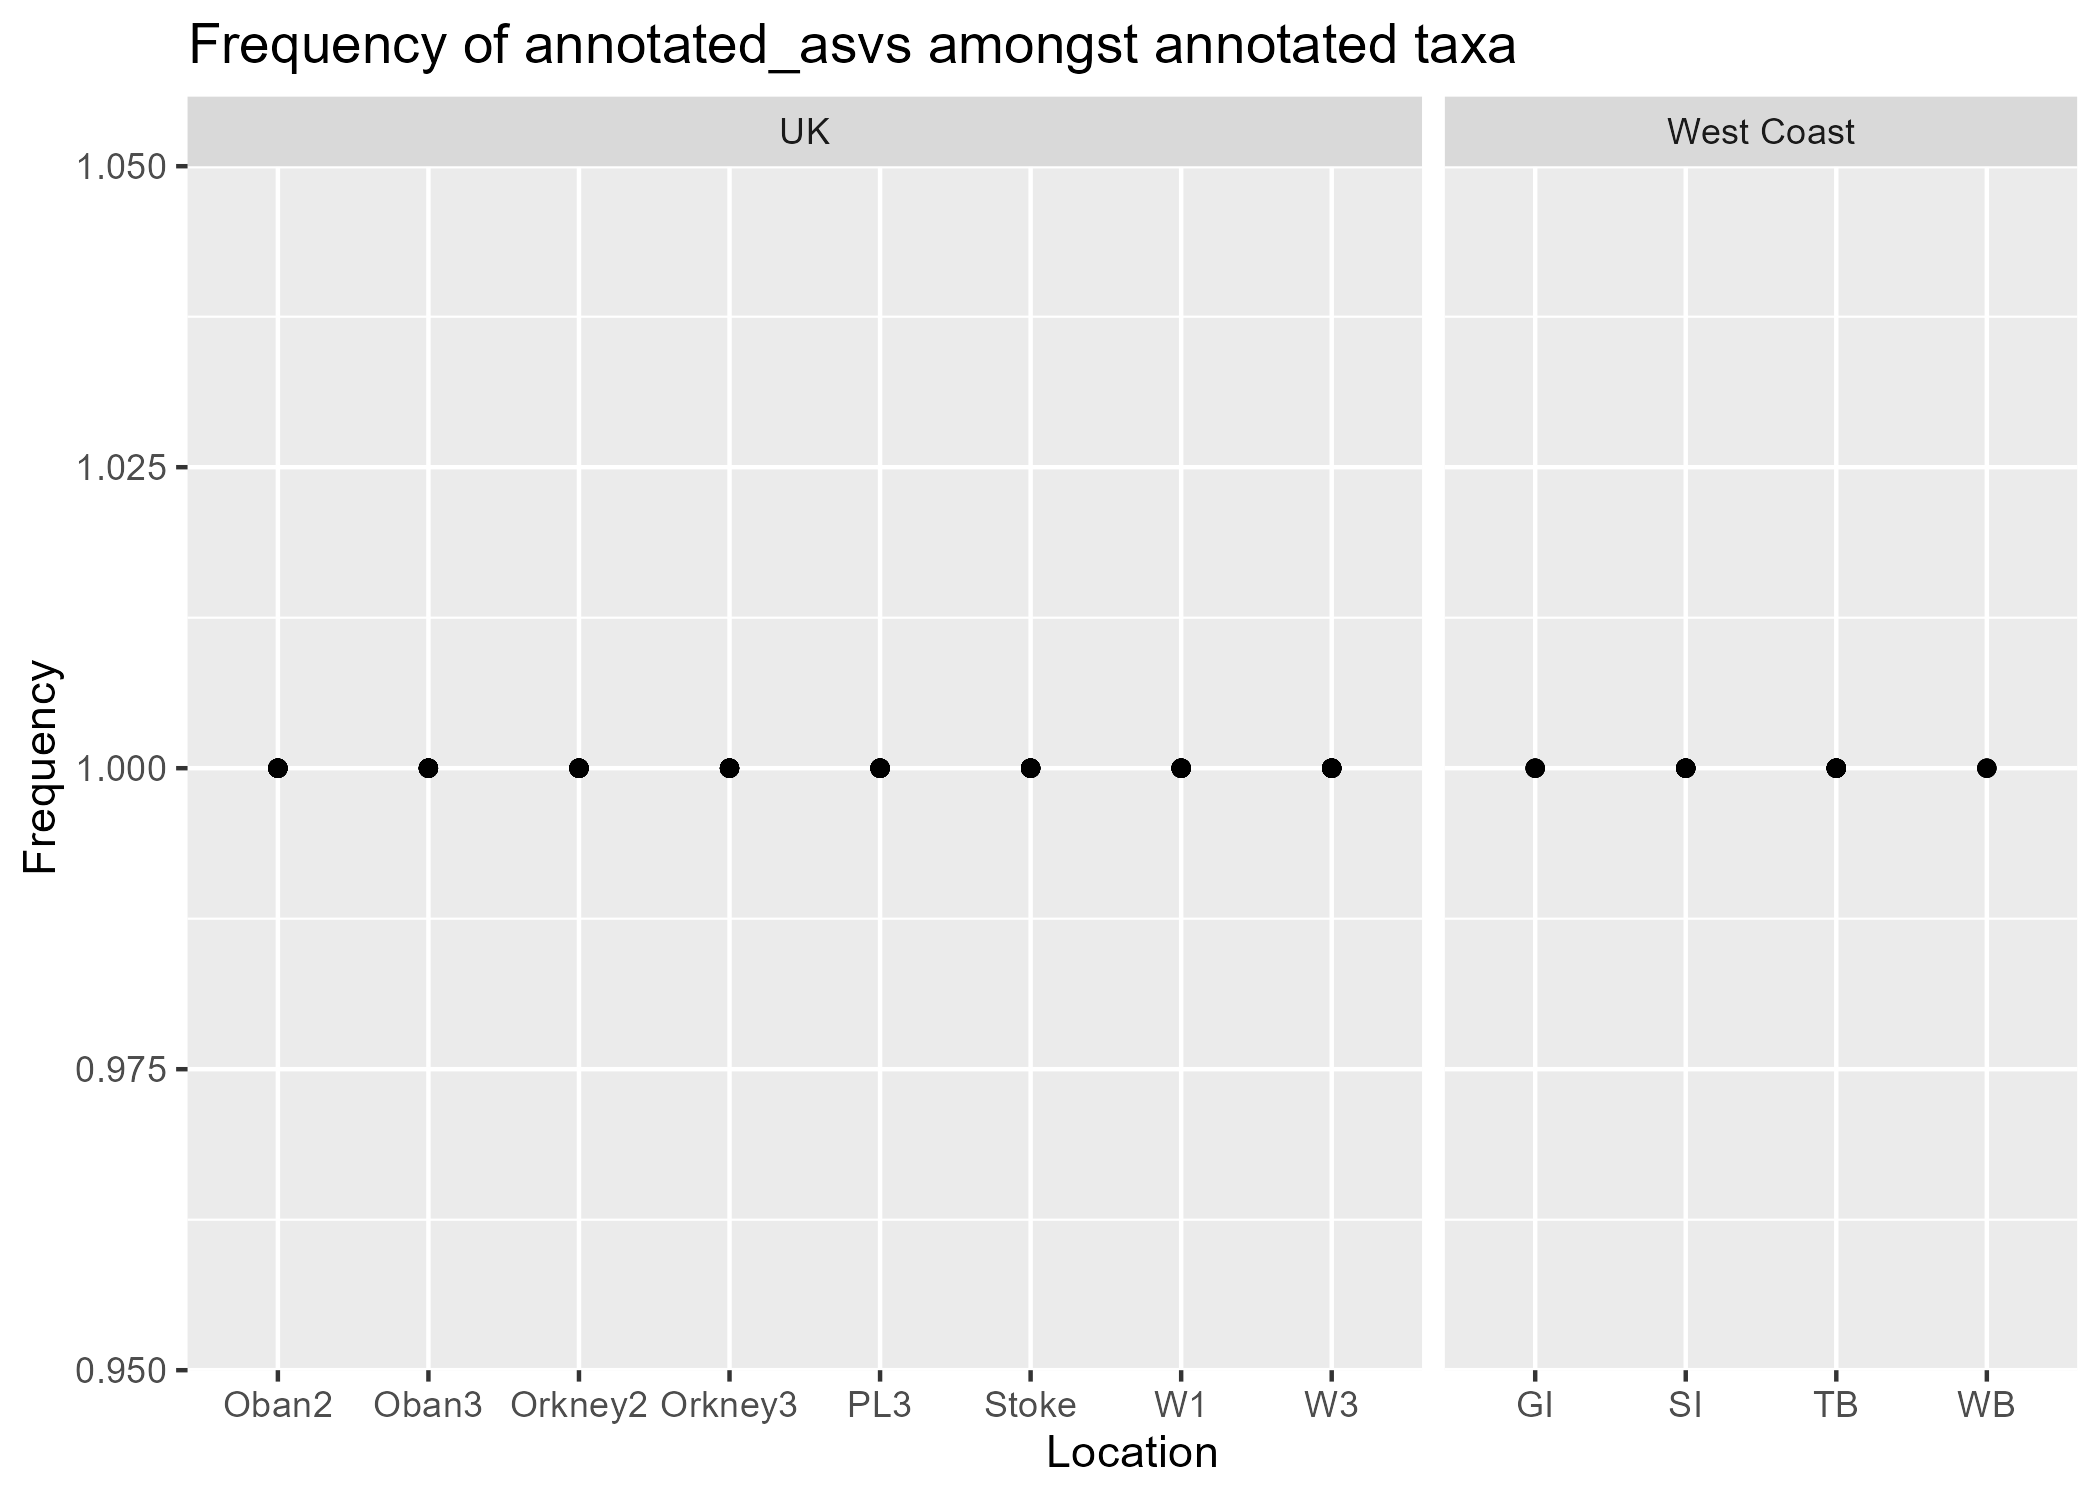 Frequency of annotated_asvs amongst annotated taxa
UK
West Coast
1.050
1.025
1.000
0.975
0.950
Frequency
Oban2 Oban3 Orkney2 Orkney3 PL3 Stoke W1 W3 GI SI TB WB
Location